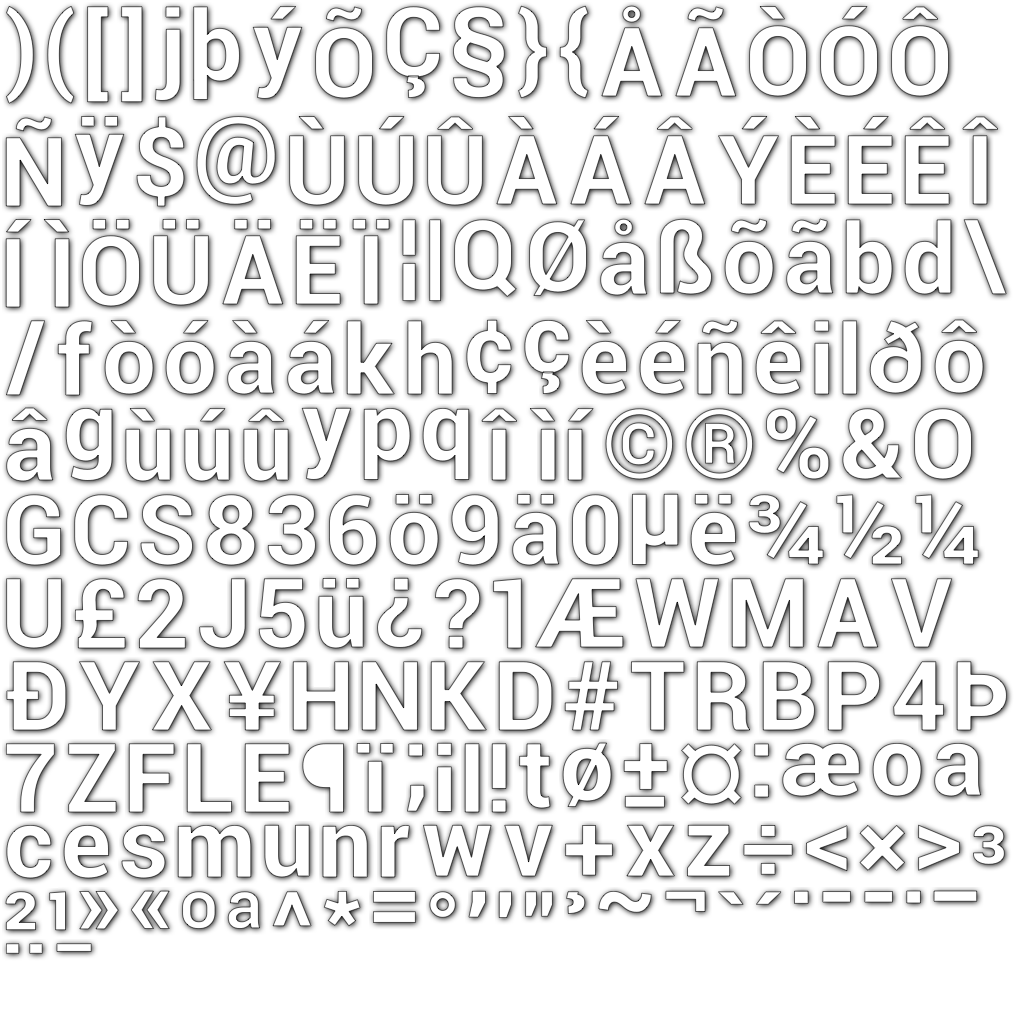 )([]jþýÕÇ§}{ÅÃÒÓÔ
Ñÿ$@ÙÚÛÀÁÂÝÈÉÊÎ
ÍÌÖÜÄËÏ¦|QØåßõãbd\
/fòóàákh¢çèéñêilðô
âgùúûypqîìí©®%&O
GCS836ö9ä0µë¾½¼
U£2J5ü¿?1ÆWMAV
ÐYX¥HNKD#TRBP4Þ
7ZFLE¶ï;il!tø±¤:æoa
cesmunrwv+xz÷<×>³
²¹»«ºª^*=°,'"¸~¬`´·-­.¯
¨_